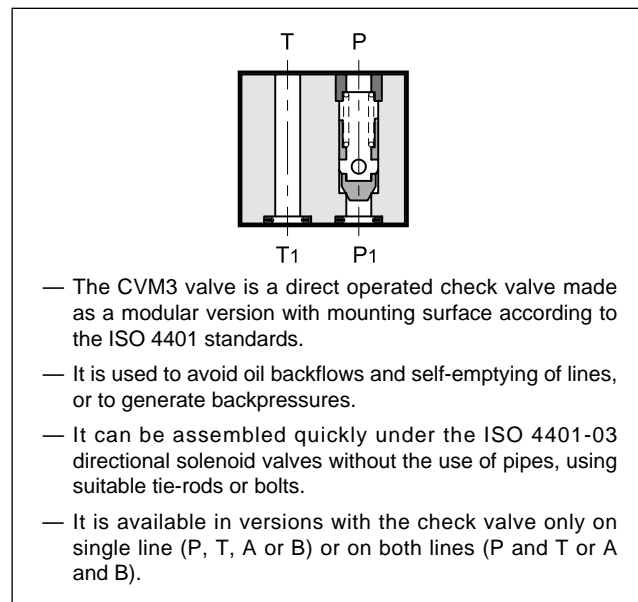 T P
T1 P1
— The CVM3 valve is a direct operated check valve made
as a modular version with mounting surface according to
the ISO 4401 standards.
— It is used to avoid oil backflows and self-emptying of lines,
or to generate backpressures.
— It can be assembled quickly under the ISO 4401-03
directional solenoid valves without the use of pipes, using
suitable tie-rods or bolts.
— It is available in versions with the check valve only on
single line (P, T, A or B) or on both lines (P and T or A
and B).